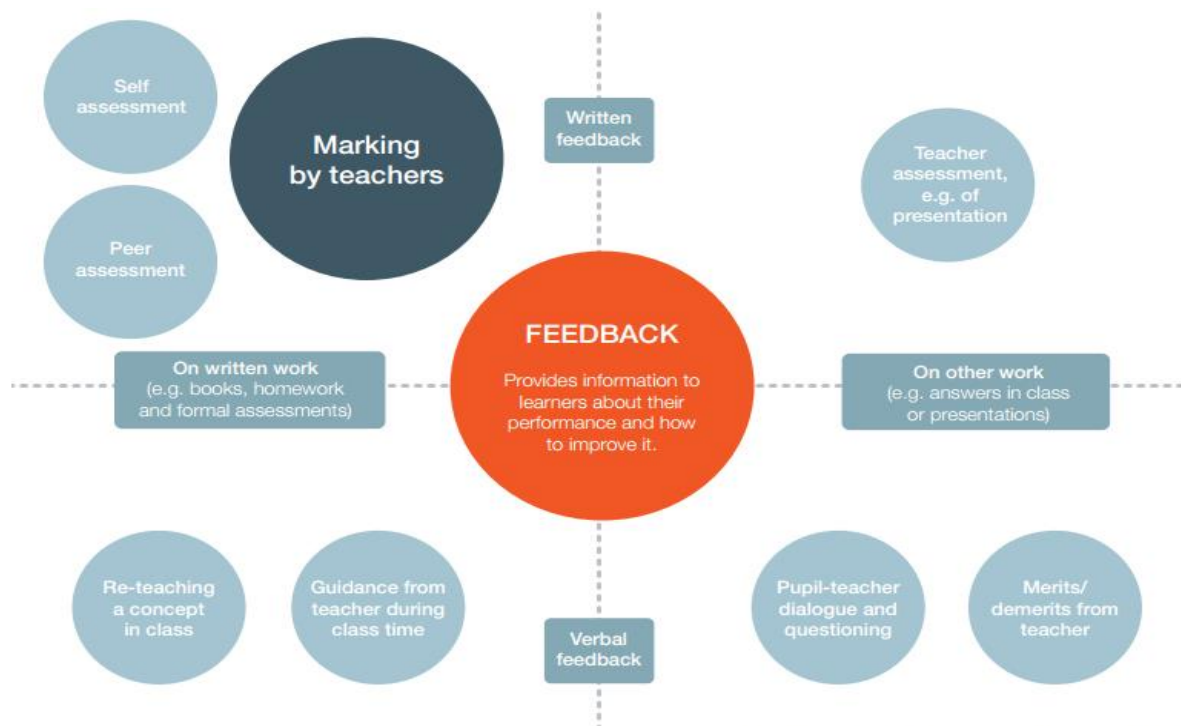 Self
assessment
Marking
by teachers
Written
feedback
Teacher
assessment,
e.g. of
presentation
Peer
assessment
FEEDBACK
Provides information to
learners about their
performance and how
to improve it.
On written work
(e.g. books, homework
and formal assessments)
On other work
(e.g. answers in class
or presentations)
Re-teaching
a concept
in class
Guidance from
teacher during
class time
Verbal
feedback
Pupil-teacher
dialogue and
questioning
Merits/
demerits from
teacher